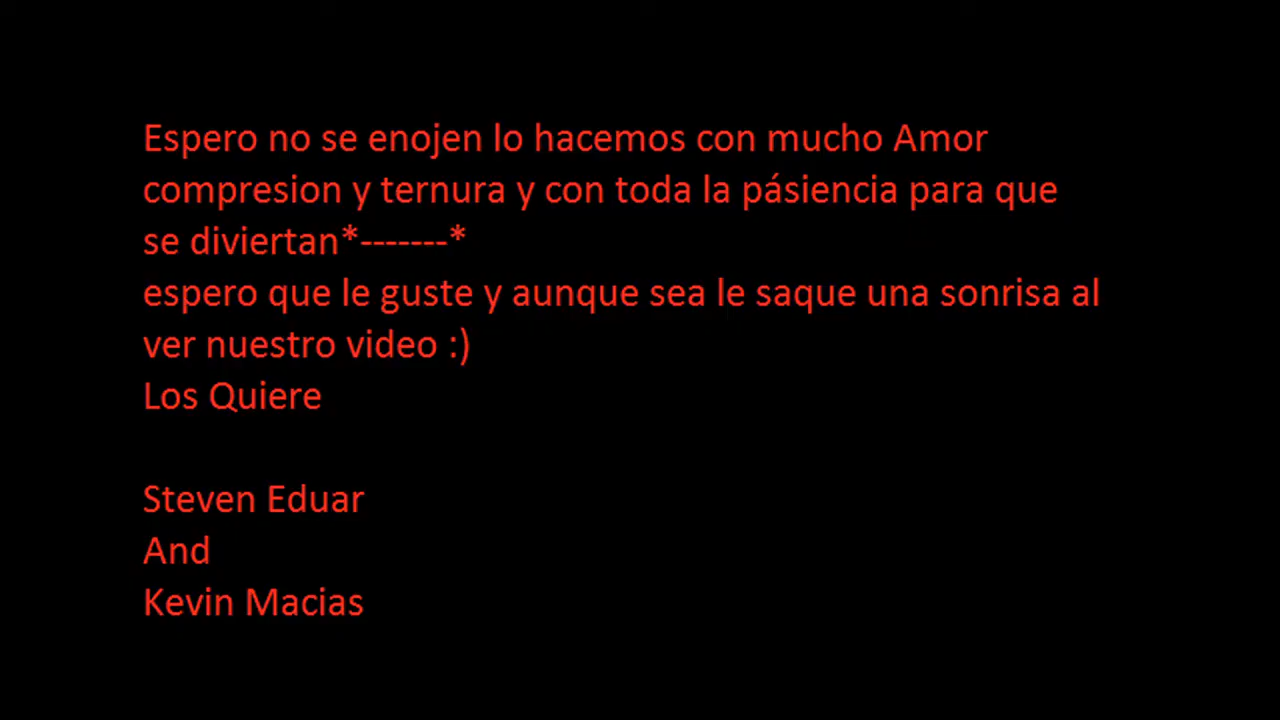 Espero no se enojen lo hacemos con mucho Amor
compresion y ternura y con toda la pásiencia para que
se diviertan*-------*
espero que le guste y aunque sea le saque una sonrisa al
ver nuestro video :)
Los Quiere
Steven Eduar
And
Kevin Macias